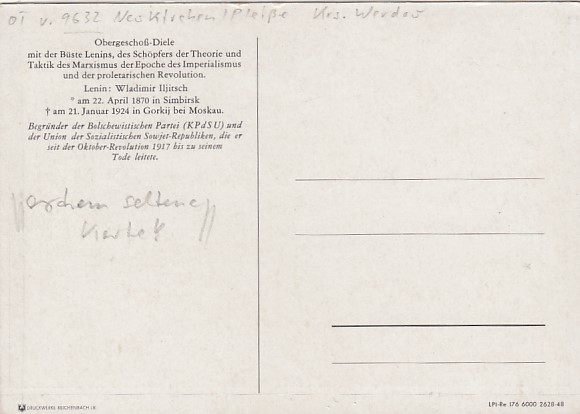 OT v. 9632 Neukirchen / Pleiße Krs. Werdau
Obergeschoß-Diele
mit der Büste Lenins, des Schöpfers der Theorie und
Taktik des Marxismus der Epoche des Imperialismus
und der proletarischen Revolution.
Lenin: Wladimir Iljitsch
* am 22. April 1870 in Simbirsk
† am 21. Januar 1924 in Gorkij bei Moskau.
Begründer der Bolschewistischen Partei (KPdSU) und
der Union der Sozialistischen Sowjet-Republiken, die er
seit der Oktober-Revolution 1917 bis zu seinem
Tode leitete.
seltene
Karte
DRUCKWERKE REICHENBACH
LPI-Re 176 6000 2628-48